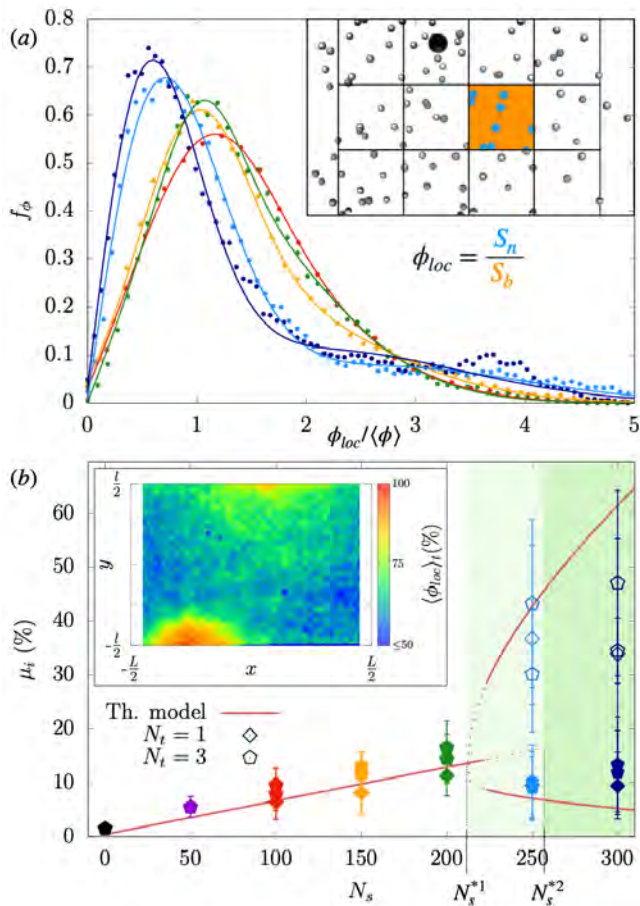 (a)
0.8
0.7
0.6
0.5
0.4
0.3
0.2
0.1
0
f_ϕ
ϕ_loc = S_n / S_b
0 1 2 3 4 5
ϕ_loc/⟨ϕ⟩
(b)
60
50
40
30
20
10
0
μ_i (%)
l/2
y
-l/2
-L/2 x L/2
100
75
≤50
⟨ϕ_loc⟩_t(%)
Th. model
N_t = 1
N_t = 3
0 50 100 150 200 250 300
N_s N_s^{*1} N_s^{*2}